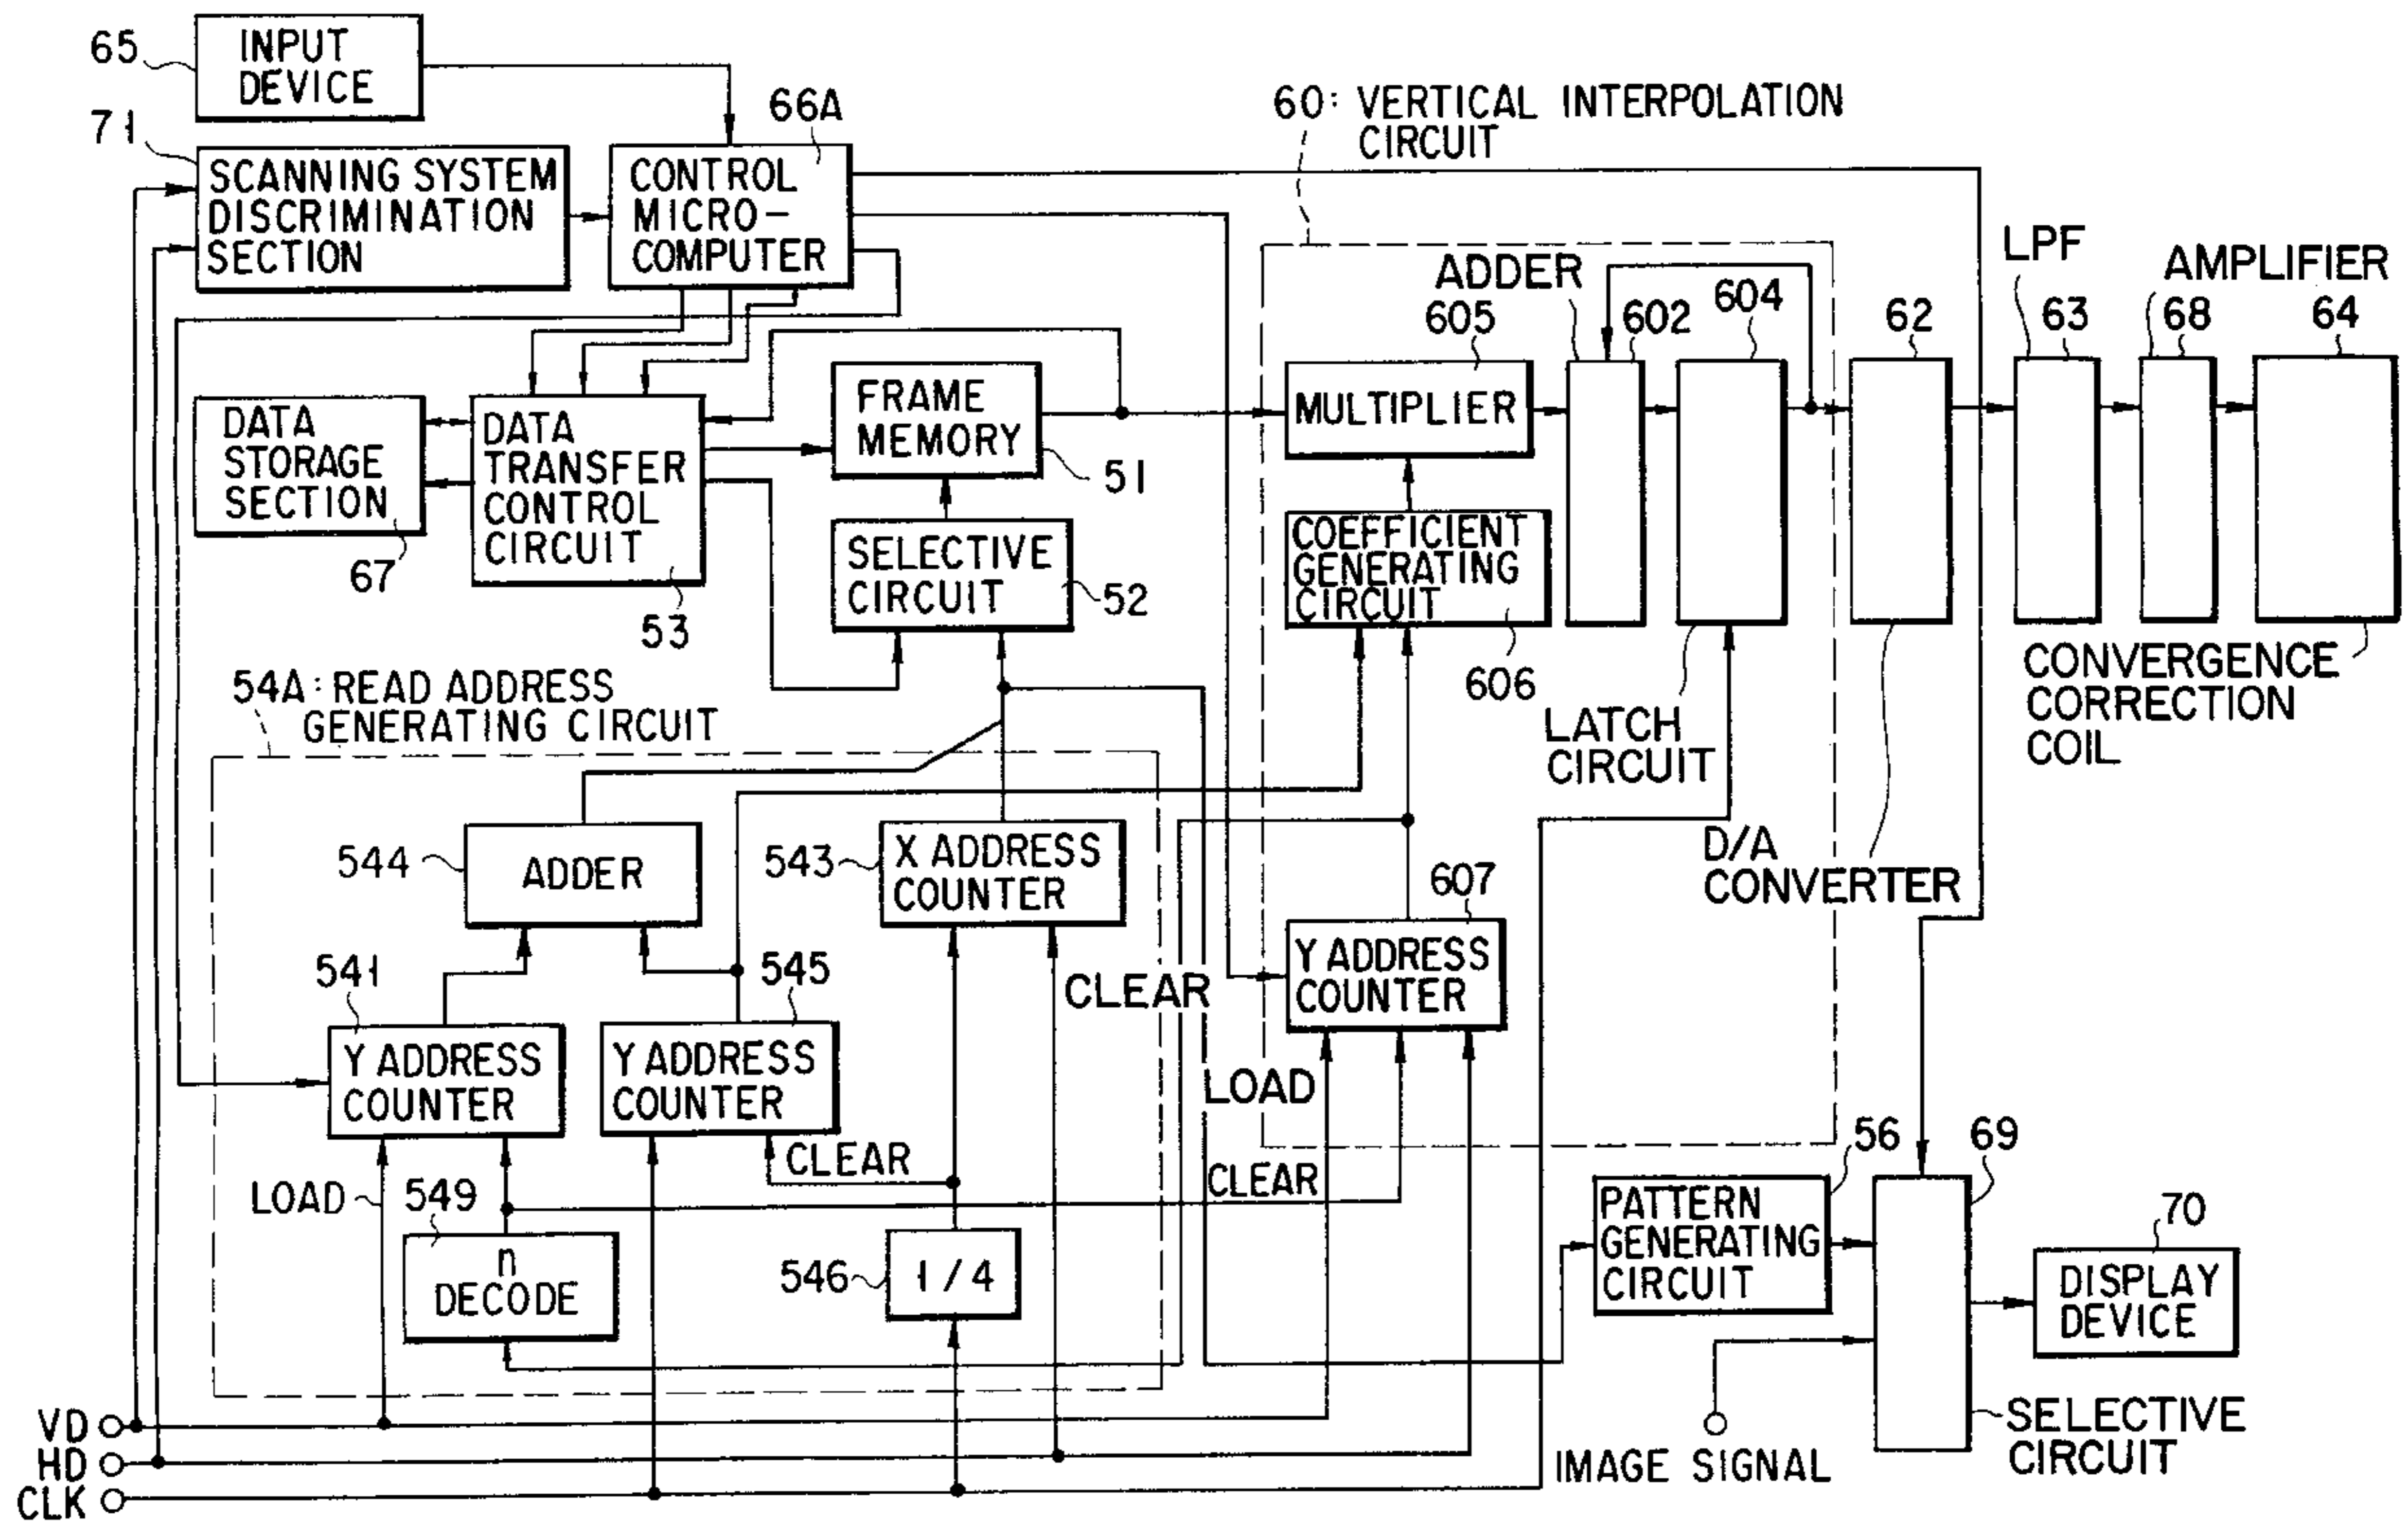 65
INPUT
DEVICE
71
SCANNING SYSTEM
DISCRIMINATION
SECTION
66A
CONTROL
MICRO-
COMPUTER
60: VERTICAL INTERPOLATION
CIRCUIT
ADDER
605
602
604
62
LPF
63
AMPLIFIER
68
64
MULTIPLIER
DATA
STORAGE
SECTION
67
DATA
TRANSFER
CONTROL
CIRCUIT
53
FRAME
MEMORY
51
SELECTIVE
CIRCUIT
52
COEFFICIENT
GENERATING
CIRCUIT
606
LATCH
CIRCUIT
CONVERGENCE
CORRECTION
COIL
54A: READ ADDRESS
GENERATING CIRCUIT
544
ADDER
543
X ADDRESS
COUNTER
D/A
CONVERTER
607
Y ADDRESS
COUNTER
CLEAR
541
Y ADDRESS
COUNTER
545
Y ADDRESS
COUNTER
LOAD
CLEAR
CLEAR
LOAD
549
n
DECODE
546
1/4
56
PATTERN
GENERATING
CIRCUIT
69
70
DISPLAY
DEVICE
SELECTIVE
CIRCUIT
IMAGE SIGNAL
VD
HD
CLK